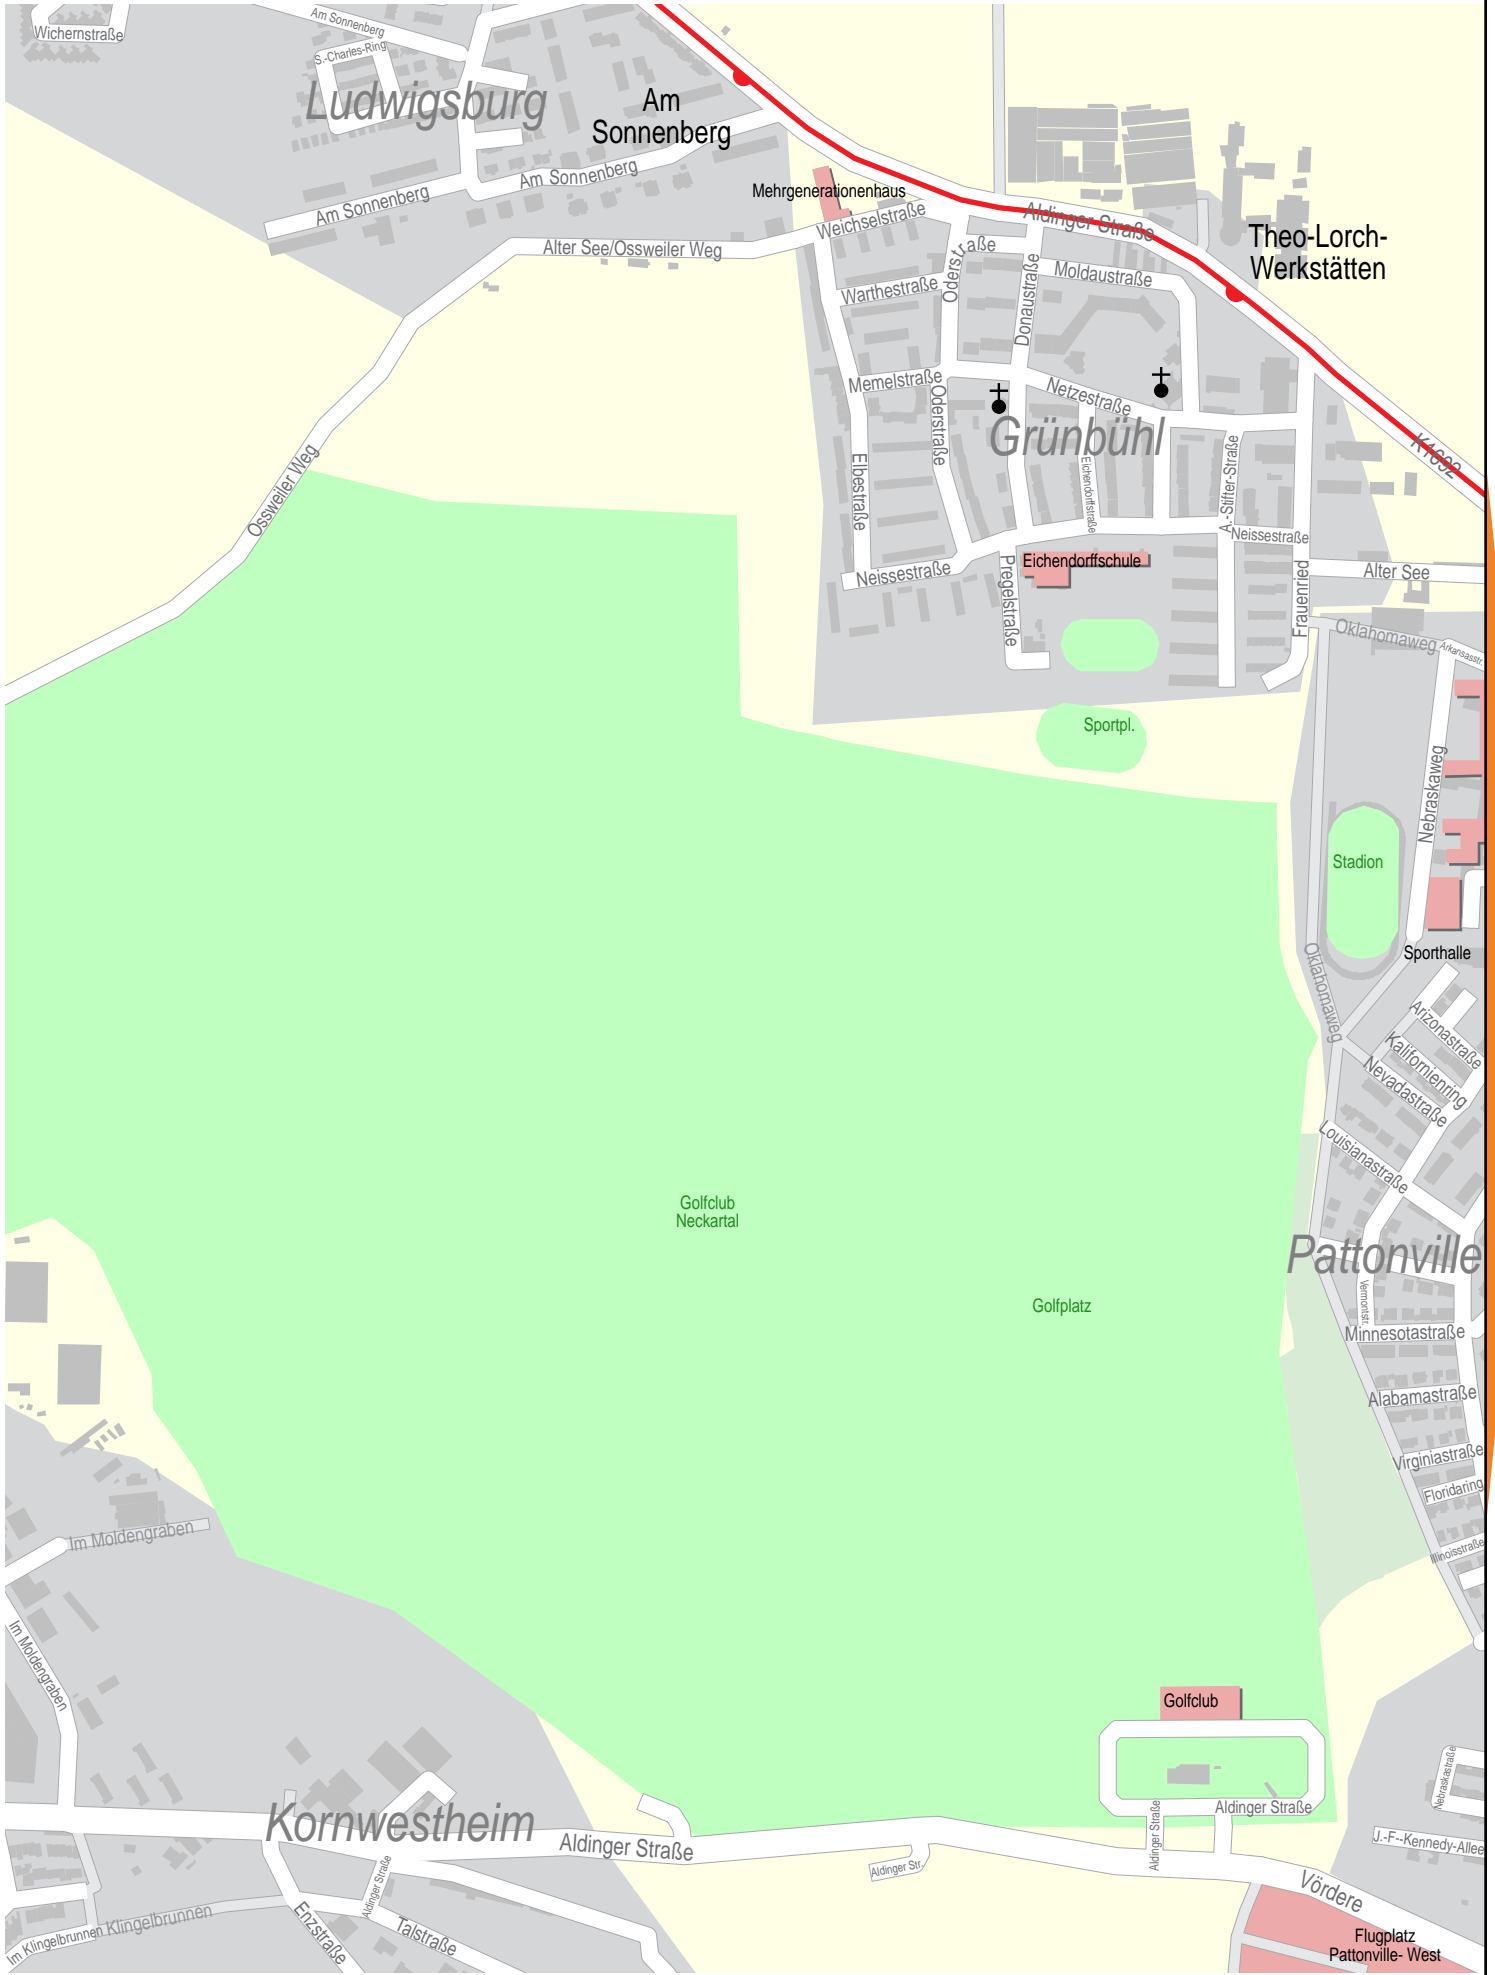 Wichernstraße
Am Sonnenberg
S.-Charles-Ring
Ludwigsburg
Am
Sonnenberg
Am Sonnenberg
Am Sonnenberg
Mehrgenerationenhaus
Weichselstraße
Alter See/Ossweiler Weg
Aldinger Straße
Theo-Lorch-
Werkstätten
Oderstraße
Moldaustraße
Warthestraße
Donaustraße
Memelstraße
Oderstraße
Netzestraße
Grünbühl
K1692
Elbestraße
Eichendorffstraße
A.-Stifter-Straße
Ossweiler Weg
Neissestraße
Neissestraße
Eichendorffschule
Pregelstraße
Frauenried
Alter See
Oklahomaweg
Arkansasstr.
Sportpl.
Nebraskaweg
Stadion
Sporthalle
Oklahomaweg
Arizonastraße
Kalifornienring
Nevadastraße
Louisianastraße
Golfclub
Neckartal
Pattonville
Golfplatz
Vermontstr.
Minnesotastraße
Alabamastraße
Virginiastraße
Floridaring
Illinoisstraße
Im Moldengraben
Im Moldengraben
Golfclub
Nebraskastraße
Aldinger Straße
Aldinger Straße
Kornwestheim
Aldinger Straße
Aldinger Str.
J.-F.-Kennedy-Allee
Aldinger Straße
Vördere
Im Klingelbrunnen
Klingelbrunnen
Enzstraße
Talstraße
Flugplatz
Pattonville- West